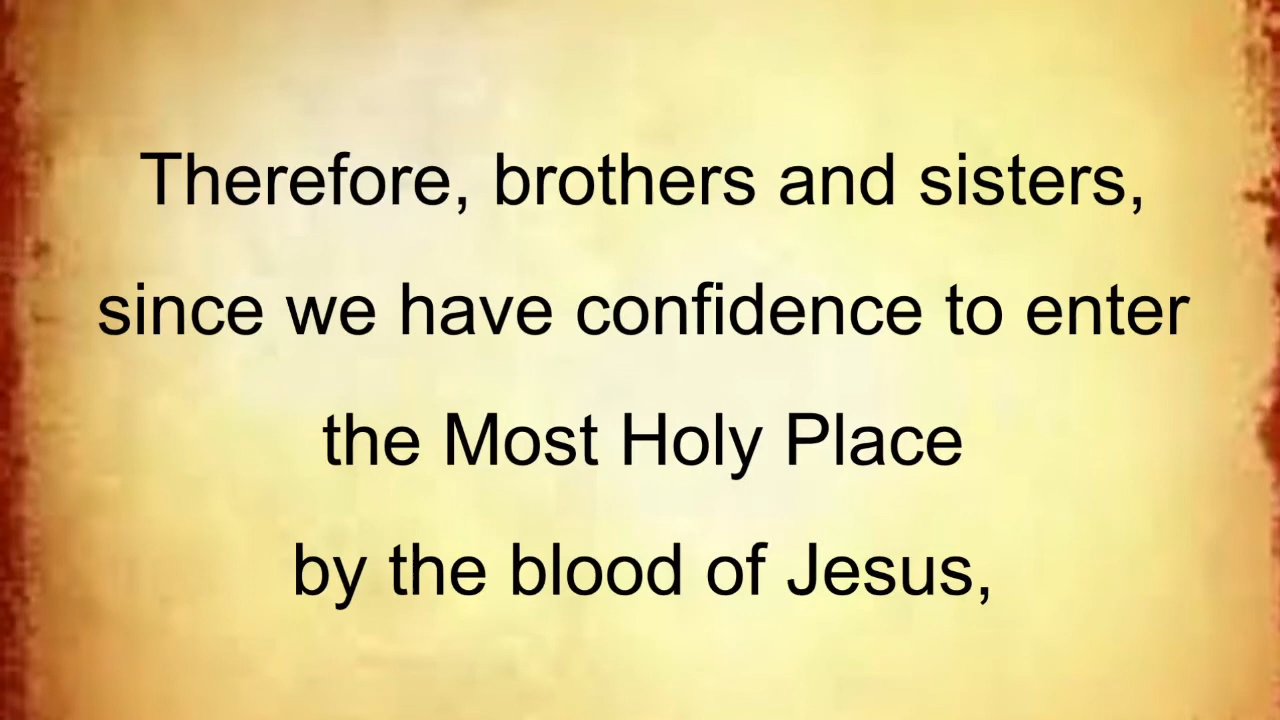 Therefore, brothers and sisters,
since we have confidence to enter
the Most Holy Place
by the blood of Jesus,